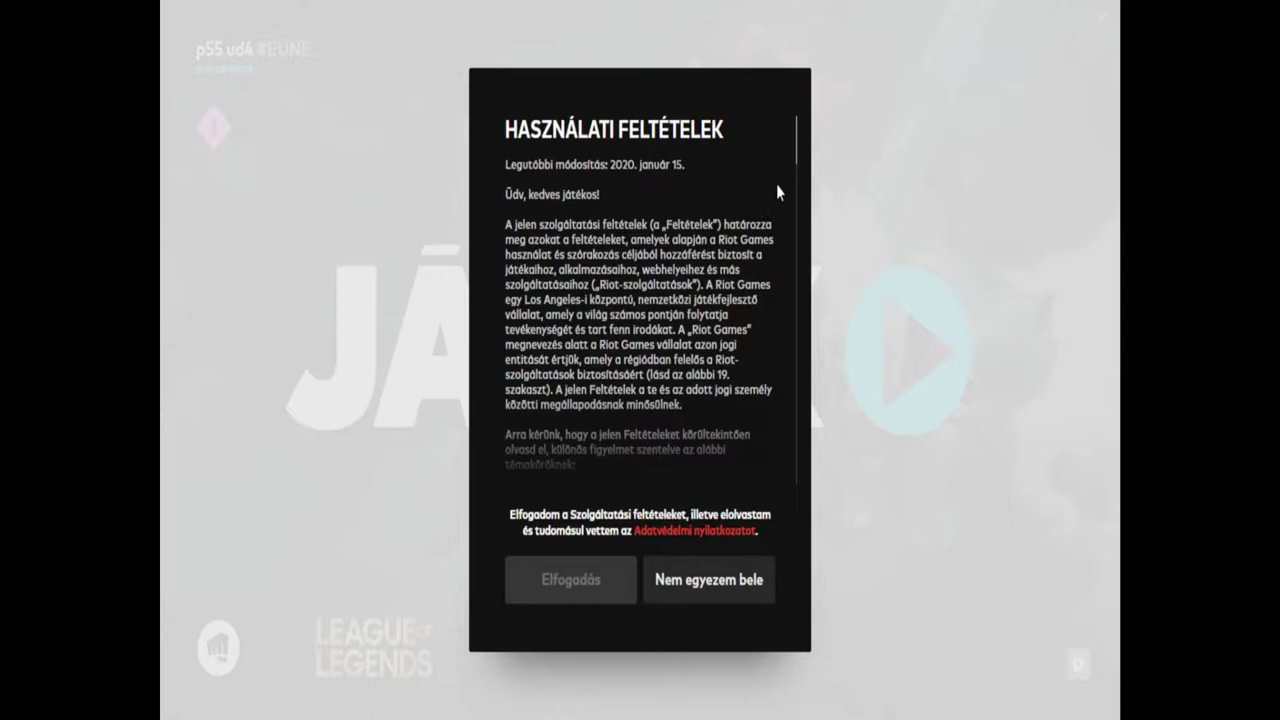 p55 ud4 #EUNE
HASZNÁLATI FELTÉTELEK
Legutóbbi módosítás: 2020. január 15.
Üdv, kedves játékos!
A jelen szolgáltatási feltételek (a „Feltételek”) határozza
meg azokat a feltételeket, amelyek alapján a Riot Games
használat és szórakozás céljából hozzáférést biztosít a
játékaihoz, alkalmazásaihoz, webhelyeihez és más
szolgáltatásaihoz („Riot-szolgáltatások”). A Riot Games
egy Los Angeles-i központú, nemzetközi játékfejlesztő
vállalat, amely a világ számos pontján folytatja
tevékenységét és tart fenn irodákat. A „Riot Games”
megnevezés alatt a Riot Games vállalat azon jogi
entitását értjük, amely a régiódban felelős a Riot-
szolgáltatások biztosításáért (lásd az alábbi 19.
szakaszt). A jelen Feltételek a te és az adott jogi személy
közötti megállapodásnak minősülnek.
Arra kérünk, hogy a jelen Feltételeket körültekintően
olvasd el, különös figyelmet szentelve az alábbi
témaköröknek:
JÁ
Elfogadom a Szolgáltatási feltételeket, illetve elolvastam
és tudomásul vettem az Adatvédelmi nyilatkozatot.
Elfogadás
Nem egyezem bele
LEAGUE OF
LEGENDS